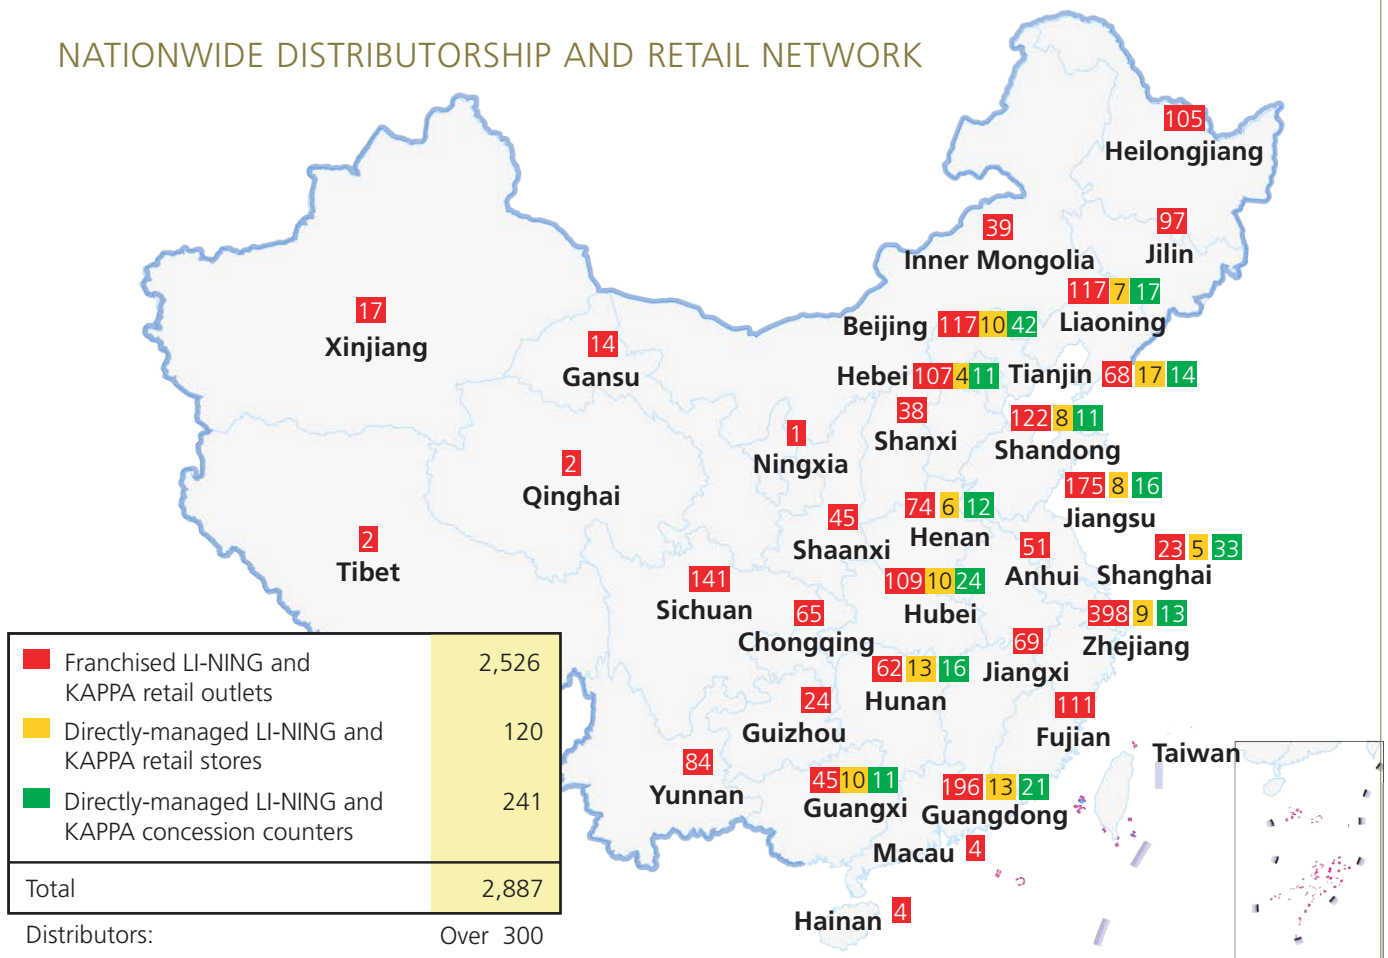 NATIONWIDE DISTRIBUTORSHIP AND RETAIL NETWORK
105
Heilongjiang
97
Jilin
39
Inner Mongolia
117 7 17
Liaoning
Beijing 117 10 42
Hebei 107 4 11
Tianjin 68 17 14
17
Xinjiang
14
Gansu
38
Shanxi
122 8 11
Shandong
1
Ningxia
2
Qinghai
175 8 16
Jiangsu
74 6 12
Henan
45
Shaanxi
51
Anhui
23 5 33
Shanghai
2
Tibet
141
Sichuan
109 10 24
Hubei
65
Chongqing
398 9 13
Zhejiang
69
Jiangxi
62 13 16
Hunan
24
Guizhou
111
Fujian
Taiwan
84
Yunnan
45 10 11
Guangxi
196 13 21
Guangdong
Macau 4
Hainan 4
Franchised LI-NING and 2,526
KAPPA retail outlets
Directly-managed LI-NING and 120
KAPPA retail stores
Directly-managed LI-NING and 241
KAPPA concession counters
Total 2,887
Distributors: Over 300